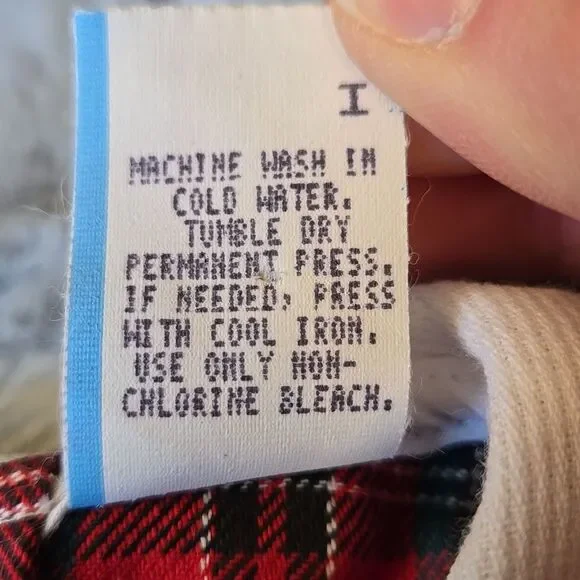 I
MACHINE WASH IN
COLD WATER.
TUMBLE DRY
PERMANENT PRESS.
IF NEEDED, PRESS
WITH COOL IRON.
USE ONLY NON-
CHLORINE BLEACH.